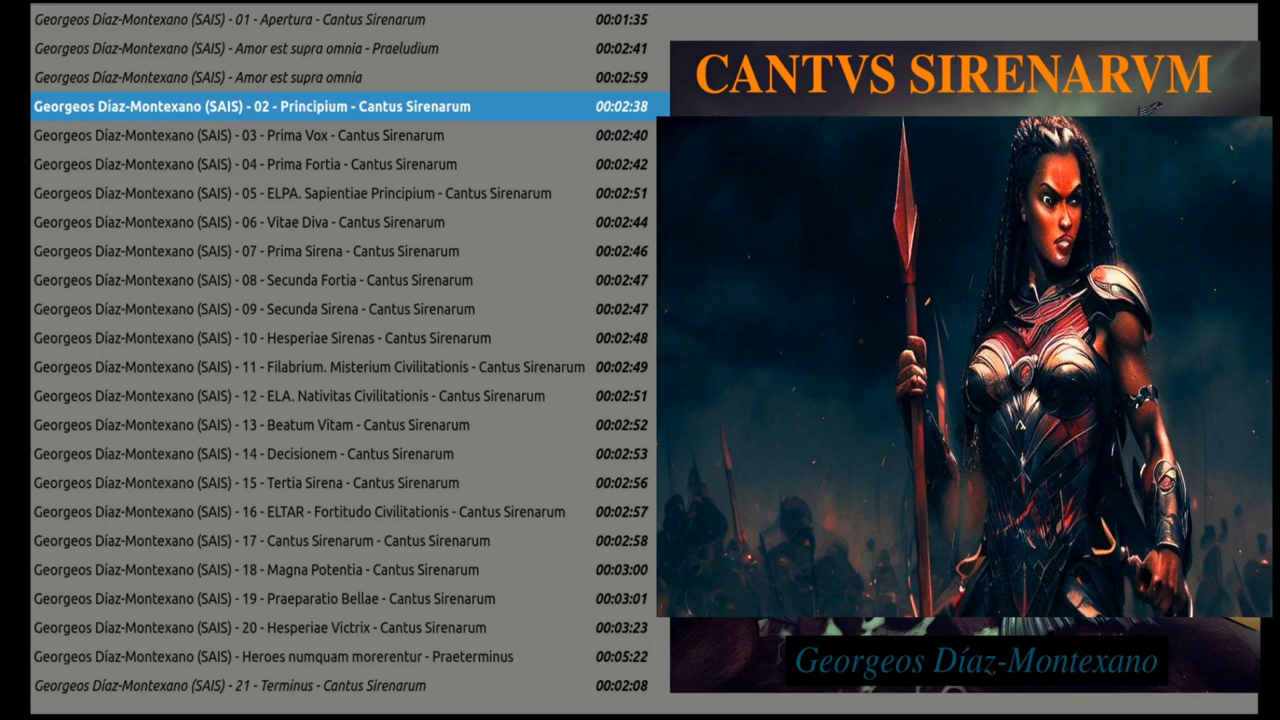 Georgeos Díaz-Montexano (SAIS) - 01 - Apertura - Cantus Sirenarum 00:01:35
Georgeos Díaz-Montexano (SAIS) - Amor est supra omnia - Praeludium 00:02:41
Georgeos Díaz-Montexano (SAIS) - Amor est supra omnia 00:02:59
Georgeos Díaz-Montexano (SAIS) - 02 - Principium - Cantus Sirenarum 00:02:38
Georgeos Díaz-Montexano (SAIS) - 03 - Prima Vox - Cantus Sirenarum 00:02:40
Georgeos Díaz-Montexano (SAIS) - 04 - Prima Fortia - Cantus Sirenarum 00:02:42
Georgeos Díaz-Montexano (SAIS) - 05 - ELPA. Sapientiae Principium - Cantus Sirenarum 00:02:51
Georgeos Díaz-Montexano (SAIS) - 06 - Vitae Diva - Cantus Sirenarum 00:02:44
Georgeos Díaz-Montexano (SAIS) - 07 - Prima Sirena - Cantus Sirenarum 00:02:46
Georgeos Díaz-Montexano (SAIS) - 08 - Secunda Fortia - Cantus Sirenarum 00:02:47
Georgeos Díaz-Montexano (SAIS) - 09 - Secunda Sirena - Cantus Sirenarum 00:02:47
Georgeos Díaz-Montexano (SAIS) - 10 - Hesperiae Sirenas - Cantus Sirenarum 00:02:48
Georgeos Díaz-Montexano (SAIS) - 11 - Filabrium. Misterium Civilitationis - Cantus Sirenarum 00:02:49
Georgeos Díaz-Montexano (SAIS) - 12 - ELA. Nativitas Civilitationis - Cantus Sirenarum 00:02:51
Georgeos Díaz-Montexano (SAIS) - 13 - Beatum Vitam - Cantus Sirenarum 00:02:52
Georgeos Díaz-Montexano (SAIS) - 14 - Decisionem - Cantus Sirenarum 00:02:53
Georgeos Díaz-Montexano (SAIS) - 15 - Tertia Sirena - Cantus Sirenarum 00:02:56
Georgeos Díaz-Montexano (SAIS) - 16 - ELTAR - Fortitudo Civilitationis - Cantus Sirenarum 00:02:57
Georgeos Díaz-Montexano (SAIS) - 17 - Cantus Sirenarum - Cantus Sirenarum 00:02:58
Georgeos Díaz-Montexano (SAIS) - 18 - Magna Potentia - Cantus Sirenarum 00:03:00
Georgeos Díaz-Montexano (SAIS) - 19 - Praeparatio Bellae - Cantus Sirenarum 00:03:01
Georgeos Díaz-Montexano (SAIS) - 20 - Hesperiae Victrix - Cantus Sirenarum 00:03:23
Georgeos Díaz-Montexano (SAIS) - Heroes numquam morerentur - Praeterminus 00:05:22
Georgeos Díaz-Montexano (SAIS) - 21 - Terminus - Cantus Sirenarum 00:02:08
CANTVS SIRENARVM
Georgeos Díaz-Montexano